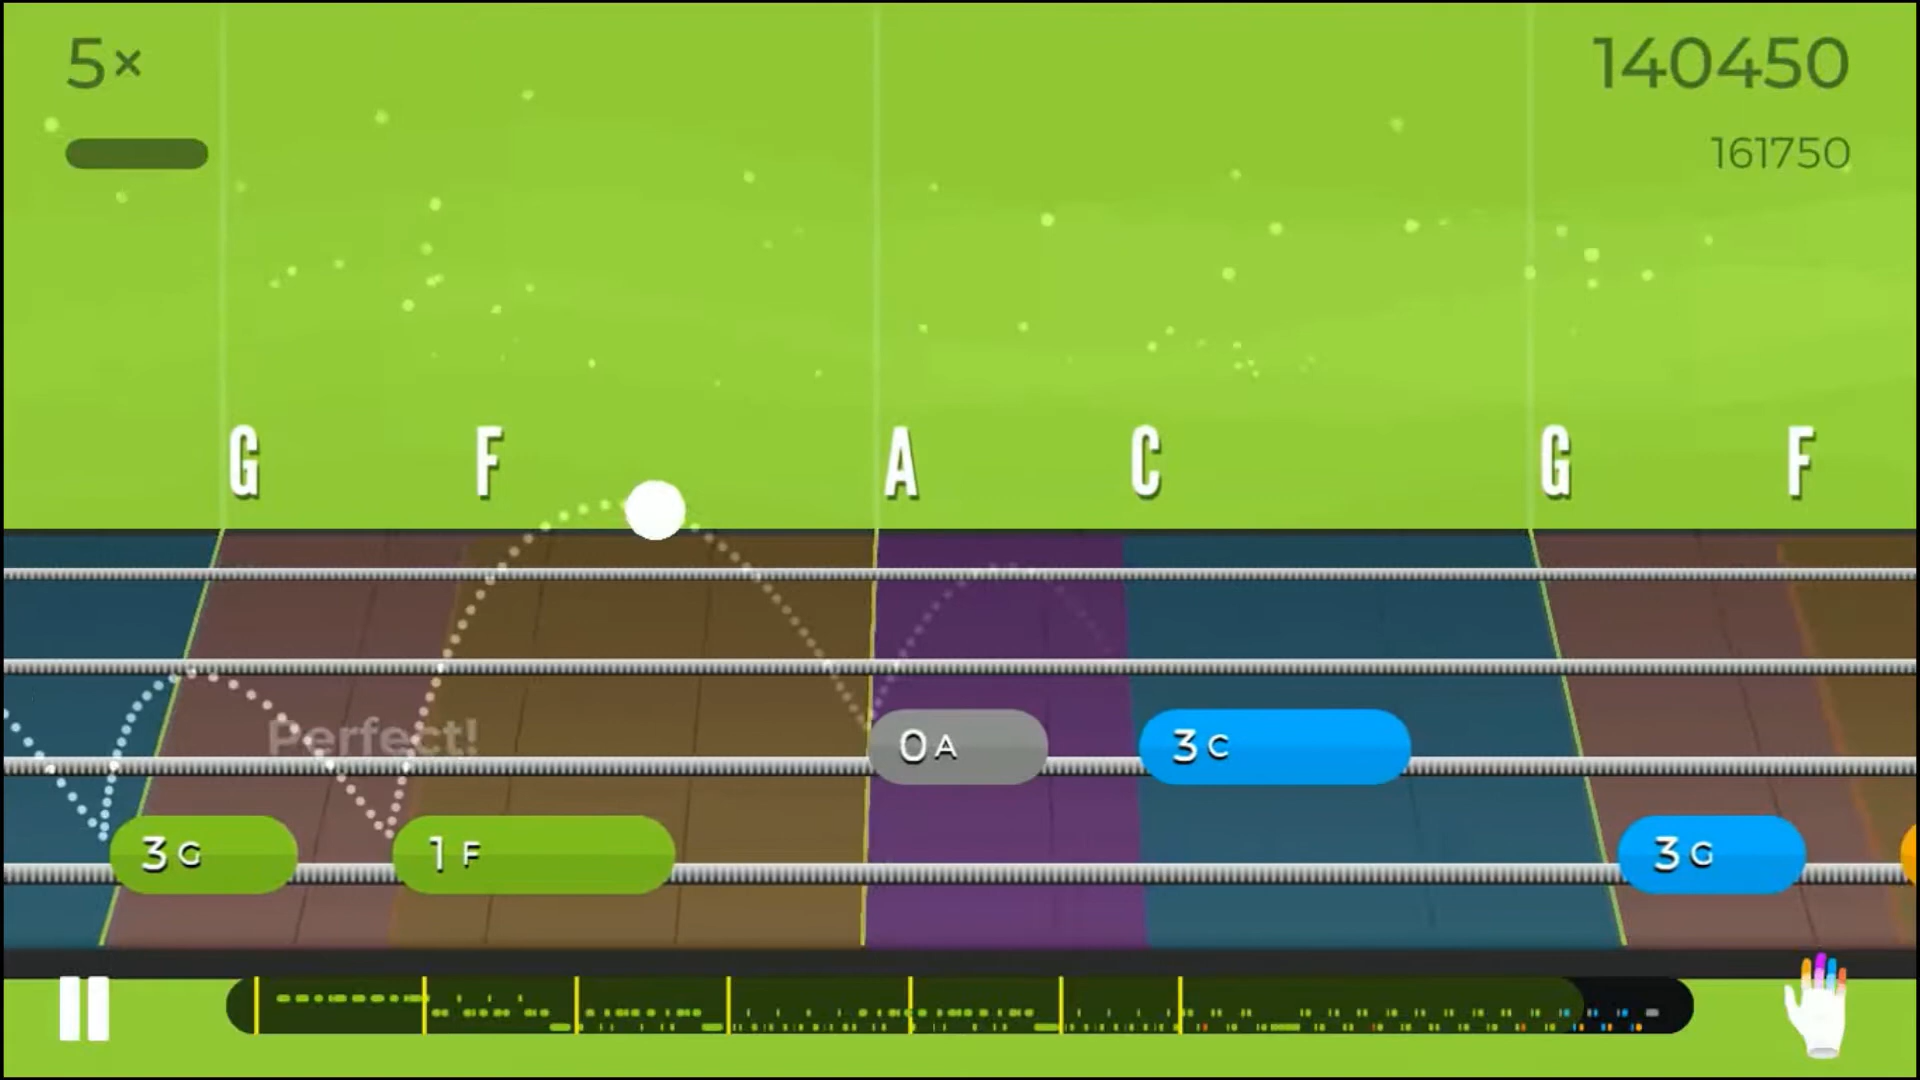 5×
140450
161750
G F A C G F
Perfect!
0 A 3 C
3 G 1 F 3 G